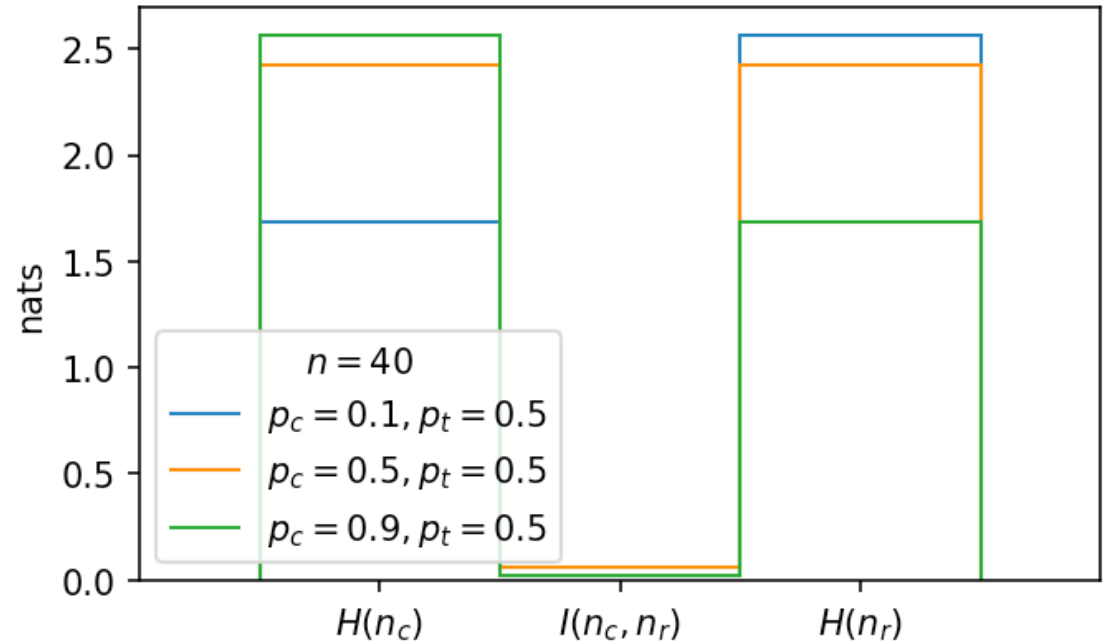 2.5
2.0
1.5
1.0
0.5
0.0
nats
n = 40
p_c = 0.1, p_t = 0.5
p_c = 0.5, p_t = 0.5
p_c = 0.9, p_t = 0.5
H(n_c) I(n_c, n_r) H(n_r)